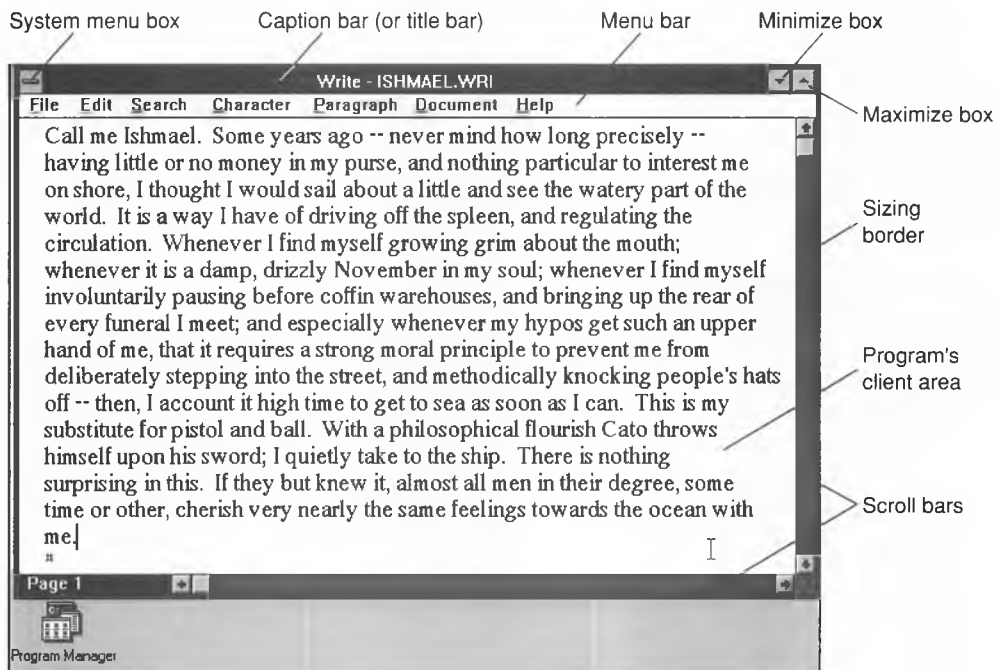 System menu box Caption bar (or title bar) Menu bar Minimize box
Write - ISHMAEL.WRI
Maximize box
File Edit Search Character Paragraph Document Help
Call me Ishmael. Some years ago -- never mind how long precisely --
having little or no money in my purse, and nothing particular to interest me
on shore, I thought I would sail about a little and see the watery part of the
world. It is a way I have of driving off the spleen, and regulating the
circulation. Whenever I find myself growing grim about the mouth;
whenever it is a damp, drizzly November in my soul; whenever I find myself
involuntarily pausing before coffin warehouses, and bringing up the rear of
every funeral I meet; and especially whenever my hypos get such an upper
hand of me, that it requires a strong moral principle to prevent me from
deliberately stepping into the street, and methodically knocking people's hats
off -- then, I account it high time to get to sea as soon as I can. This is my
substitute for pistol and ball. With a philosophical flourish Cato throws
himself upon his sword; I quietly take to the ship. There is nothing
surprising in this. If they but knew it, almost all men in their degree, some
time or other, cherish very nearly the same feelings towards the ocean with
me.
Sizing
border
Program's
client area
Scroll bars
Page 1
Program Manager